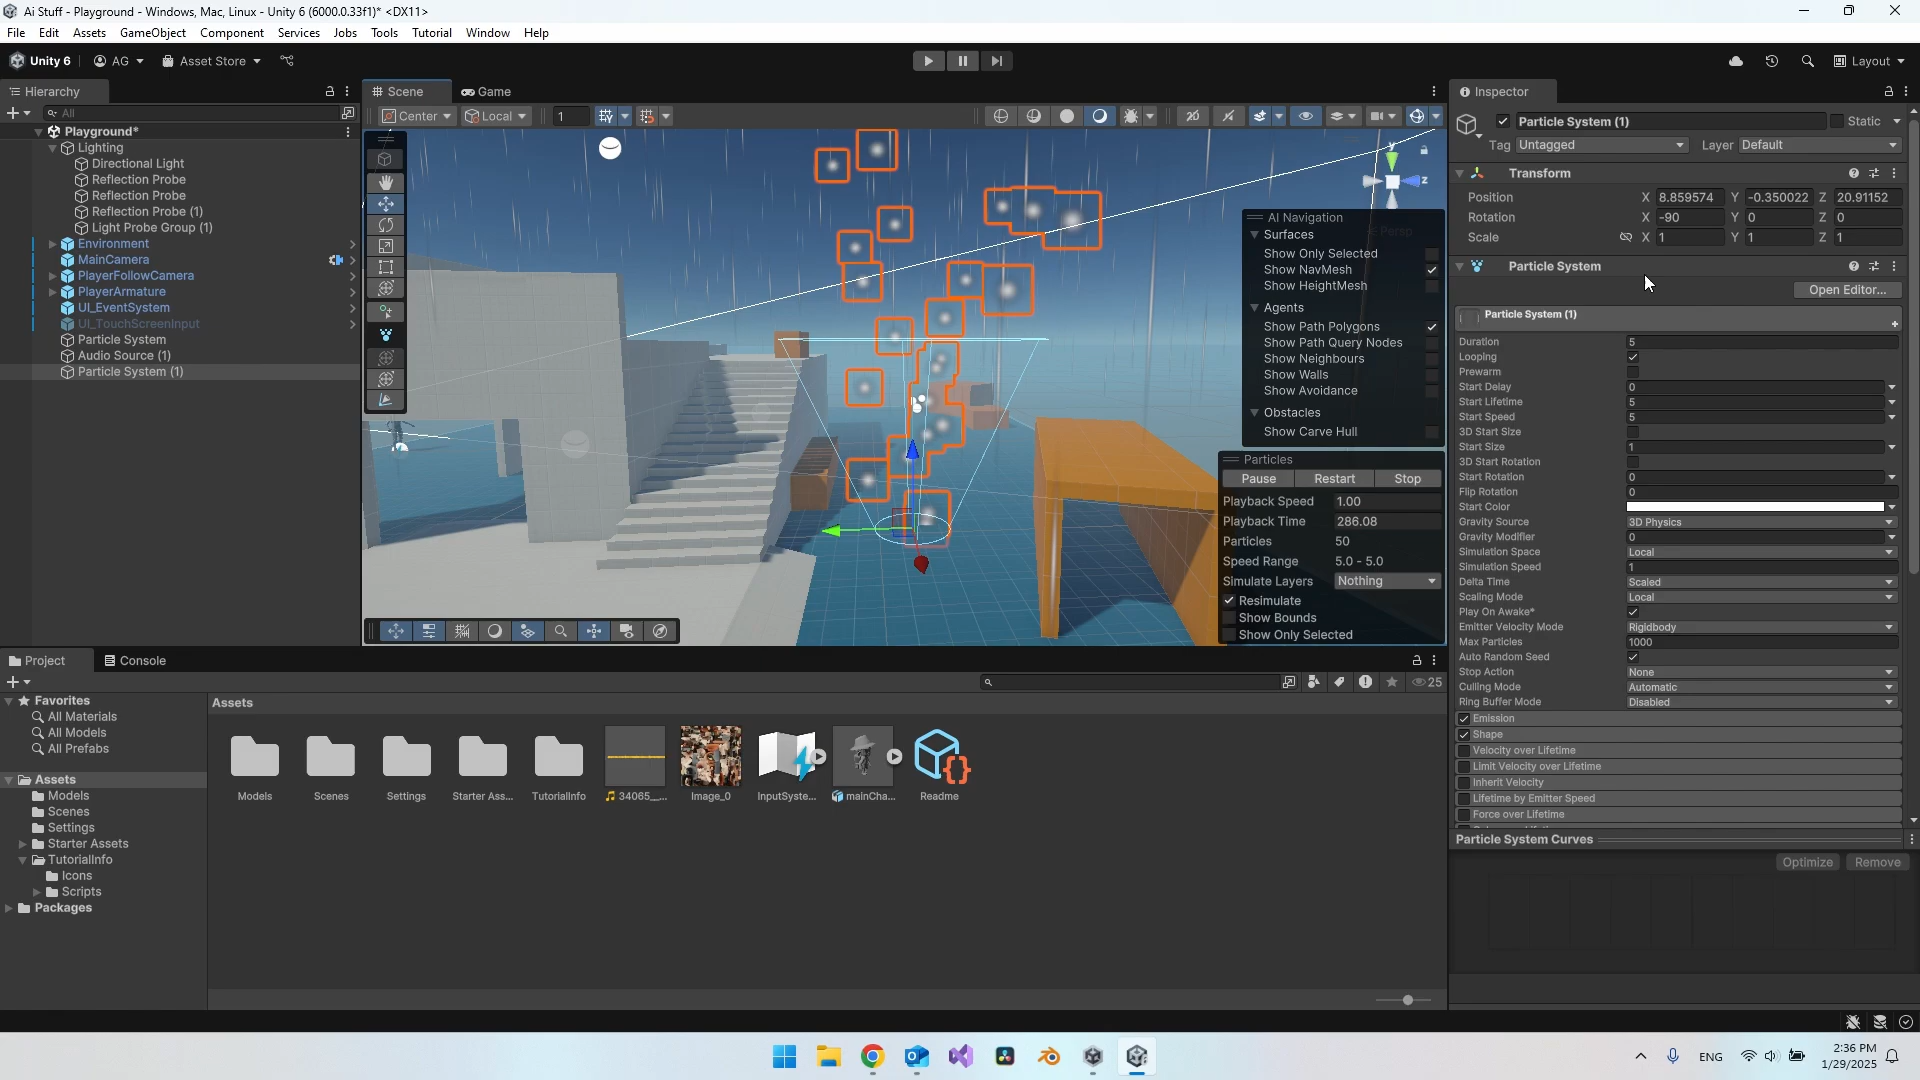 Ai Stuff - Playground - Windows, Mac, Linux - Unity 6 (6000.0.33f1)* <DX11>
File Edit Assets GameObject Component Services Jobs Tools Tutorial Window Help
Unity 6 AG Asset Store Layout
Hierarchy
All
Playground*
Lighting
Directional Light
Reflection Probe
Reflection Probe
Reflection Probe (1)
Light Probe Group (1)
Environment
MainCamera
PlayerFollowCamera
PlayerArmature
UI_EventSystem
UI_TouchScreenInput
Particle System
Audio Source (1)
Particle System (1)
Scene Game
Center Local 1
y
z
Persp
AI Navigation
Surfaces
Show Only Selected
Show NavMesh
Show HeightMesh
Agents
Show Path Polygons
Show Path Query Nodes
Show Neighbours
Show Walls
Show Avoidance
Obstacles
Show Carve Hull
Particles
Pause Restart Stop
Playback Speed 1.00
Playback Time 286.08
Particles 50
Speed Range 5.0 - 5.0
Simulate Layers Nothing
Resimulate
Show Bounds
Show Only Selected
Inspector
Particle System (1) Static
Tag Untagged Layer Default
Transform
Position X 8.859574 Y -0.350022 Z 20.91152
Rotation X -90 Y 0 Z 0
Scale X 1 Y 1 Z 1
Particle System
Open Editor...
Particle System (1)
Duration 5
Looping
Prewarm
Start Delay 0
Start Lifetime 5
Start Speed 5
3D Start Size
Start Size 1
3D Start Rotation
Start Rotation 0
Flip Rotation 0
Start Color
Gravity Source 3D Physics
Gravity Modifier 0
Simulation Space Local
Simulation Speed 1
Delta Time Scaled
Scaling Mode Local
Play On Awake*
Emitter Velocity Mode Rigidbody
Max Particles 1000
Auto Random Seed
Stop Action None
Culling Mode Automatic
Ring Buffer Mode Disabled
Emission
Shape
Velocity over Lifetime
Limit Velocity over Lifetime
Inherit Velocity
Lifetime by Emitter Speed
Force over Lifetime
Particle System Curves
Optimize Remove
Project Console
25
Favorites
All Materials
All Models
All Prefabs
Assets
Models
Scenes
Settings
Starter Assets
TutorialInfo
Icons
Scripts
Packages
Assets
Models Scenes Settings Starter Ass... TutorialInfo 34065__... Image_0 InputSyste... mainCha... Readme
ENG 2:36 PM
1/29/2025